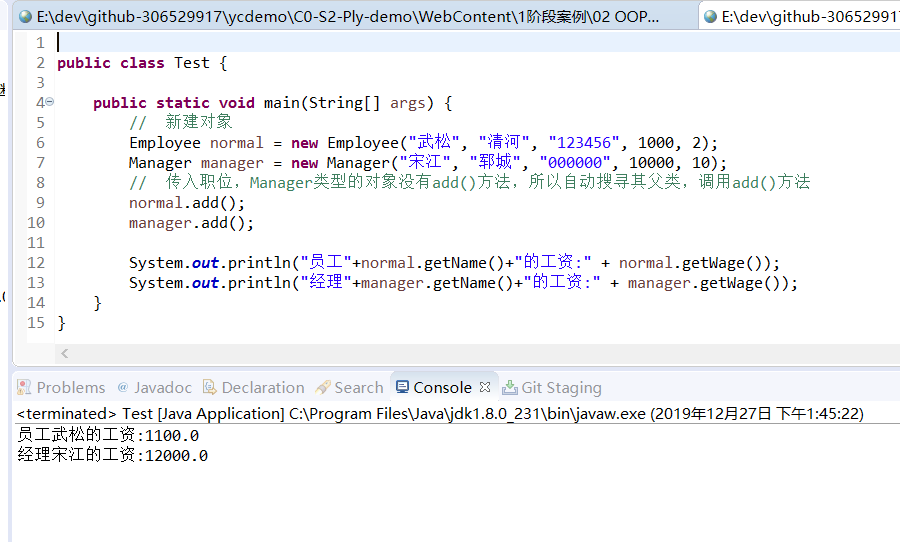 E:\dev\github-306529917\ycdemo\C0-S2-Ply-demo\WebContent\1阶段案例\02 OOP... E:\dev\github-30652991
1
2 public class Test {
3
4 public static void main(String[] args) {
5 // 新建对象
6 Employee normal = new Employee("武松", "清河", "123456", 1000, 2);
7 Manager manager = new Manager("宋江", "郓城", "000000", 10000, 10);
8 // 传入职位，Manager类型的对象没有add()方法，所以自动搜寻其父类，调用add()方法
9 normal.add();
10 manager.add();
11
12 System.out.println("员工"+normal.getName()+"的工资:" + normal.getWage());
13 System.out.println("经理"+manager.getName()+"的工资:" + manager.getWage());
14 }
15 }
Problems @ Javadoc Declaration Search Console Git Staging
<terminated> Test [Java Application] C:\Program Files\Java\jdk1.8.0_231\bin\javaw.exe (2019年12月27日 下午1:45:22)
员工武松的工资:1100.0
经理宋江的工资:12000.0